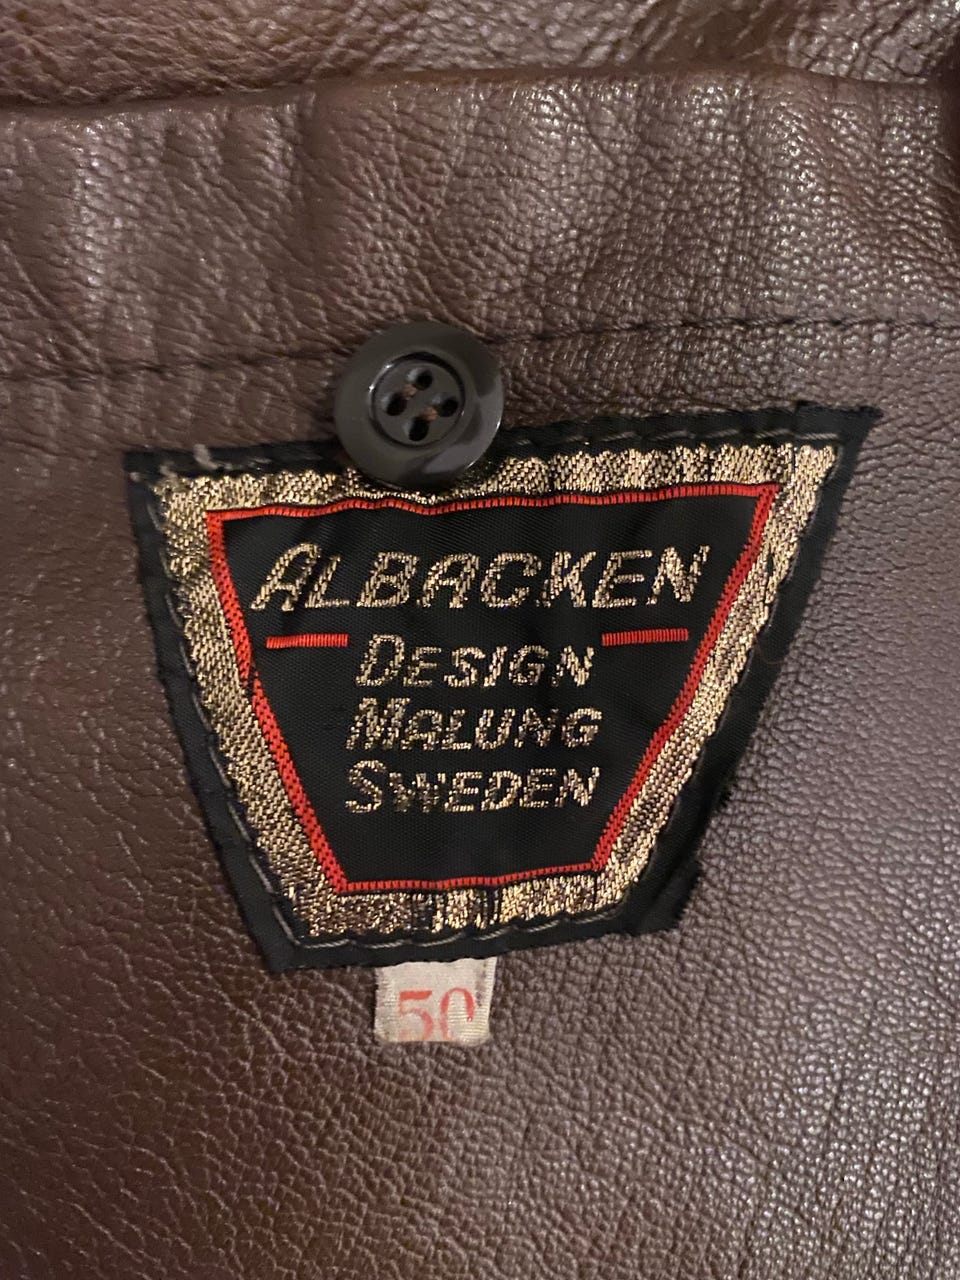 ALBACKEN
DESIGN
MALUNG
SWEDEN
50